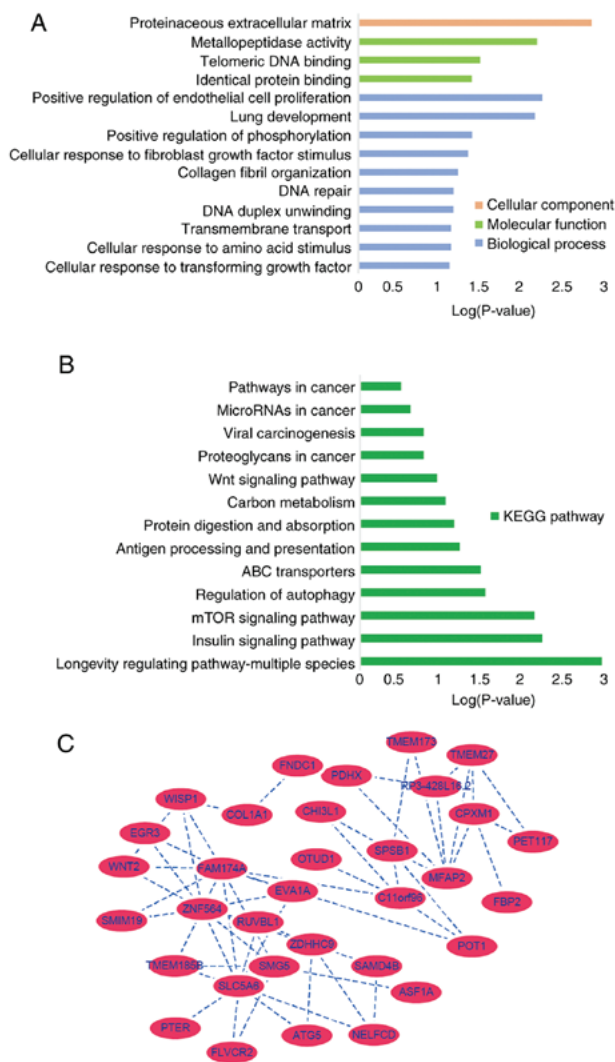 A
Proteinaceous extracellular matrix
Metallopeptidase activity
Telomeric DNA binding
Identical protein binding
Positive regulation of endothelial cell proliferation
Lung development
Positive regulation of phosphorylation
Cellular response to fibroblast growth factor stimulus
Collagen fibril organization
DNA repair
DNA duplex unwinding
Transmembrane transport
Cellular response to amino acid stimulus
Cellular response to transforming growth factor
Cellular component
Molecular function
Biological process
0 0.5 1 1.5 2 2.5 3
Log(P-value)
B
Pathways in cancer
MicroRNAs in cancer
Viral carcinogenesis
Proteoglycans in cancer
Wnt signaling pathway
Carbon metabolism
Protein digestion and absorption
Antigen processing and presentation
ABC transporters
Regulation of autophagy
mTOR signaling pathway
Insulin signaling pathway
Longevity regulating pathway-multiple species
KEGG pathway
0 0.5 1 1.5 2 2.5 3
Log(P-value)
C
TMEM173
TMEM27
FNDC1
PDHX
RP3-428L16.2
WISP1
COL1A1
CHI3L1
CPXM1
EGR3
PET117
SPSB1
OTUD1
MFAP2
WNT2
FAM174A
EVA1A
C11orf96
FBP2
ZNF564
SMIM19
RUVBL1
ZDHHC9
POT1
TMEM185B
SMG5
SAMD4B
SLC5A6
ASF1A
PTER
ATG5
NELFCD
FLVCR2